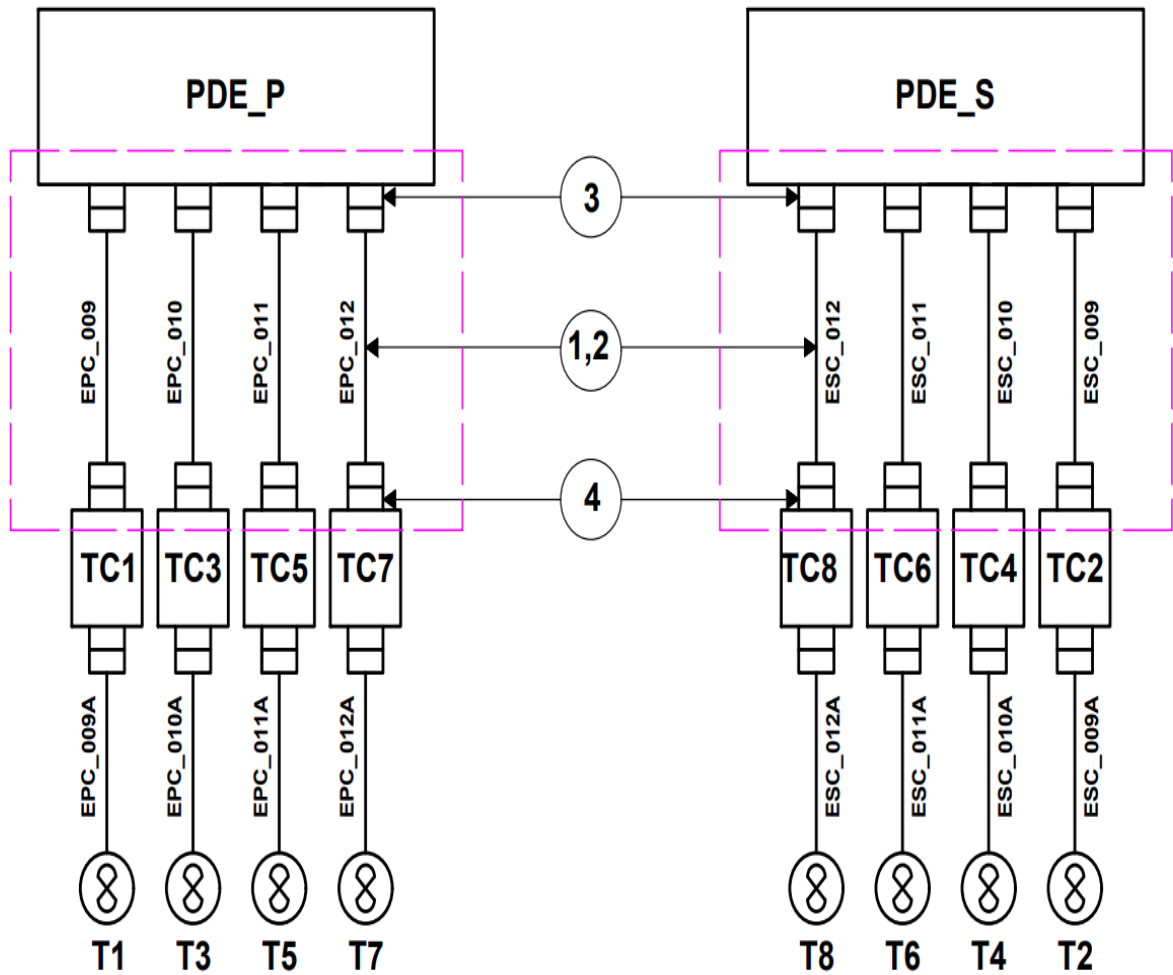 PDE_P
PDE_S
3
EPC_009
EPC_010
EPC_011
EPC_012
1,2
ESC_012
ESC_011
ESC_010
ESC_009
4
TC1
TC3
TC5
TC7
TC8
TC6
TC4
TC2
EPC_009A
EPC_010A
EPC_011A
EPC_012A
ESC_012A
ESC_011A
ESC_010A
ESC_009A
T1
T3
T5
T7
T8
T6
T4
T2